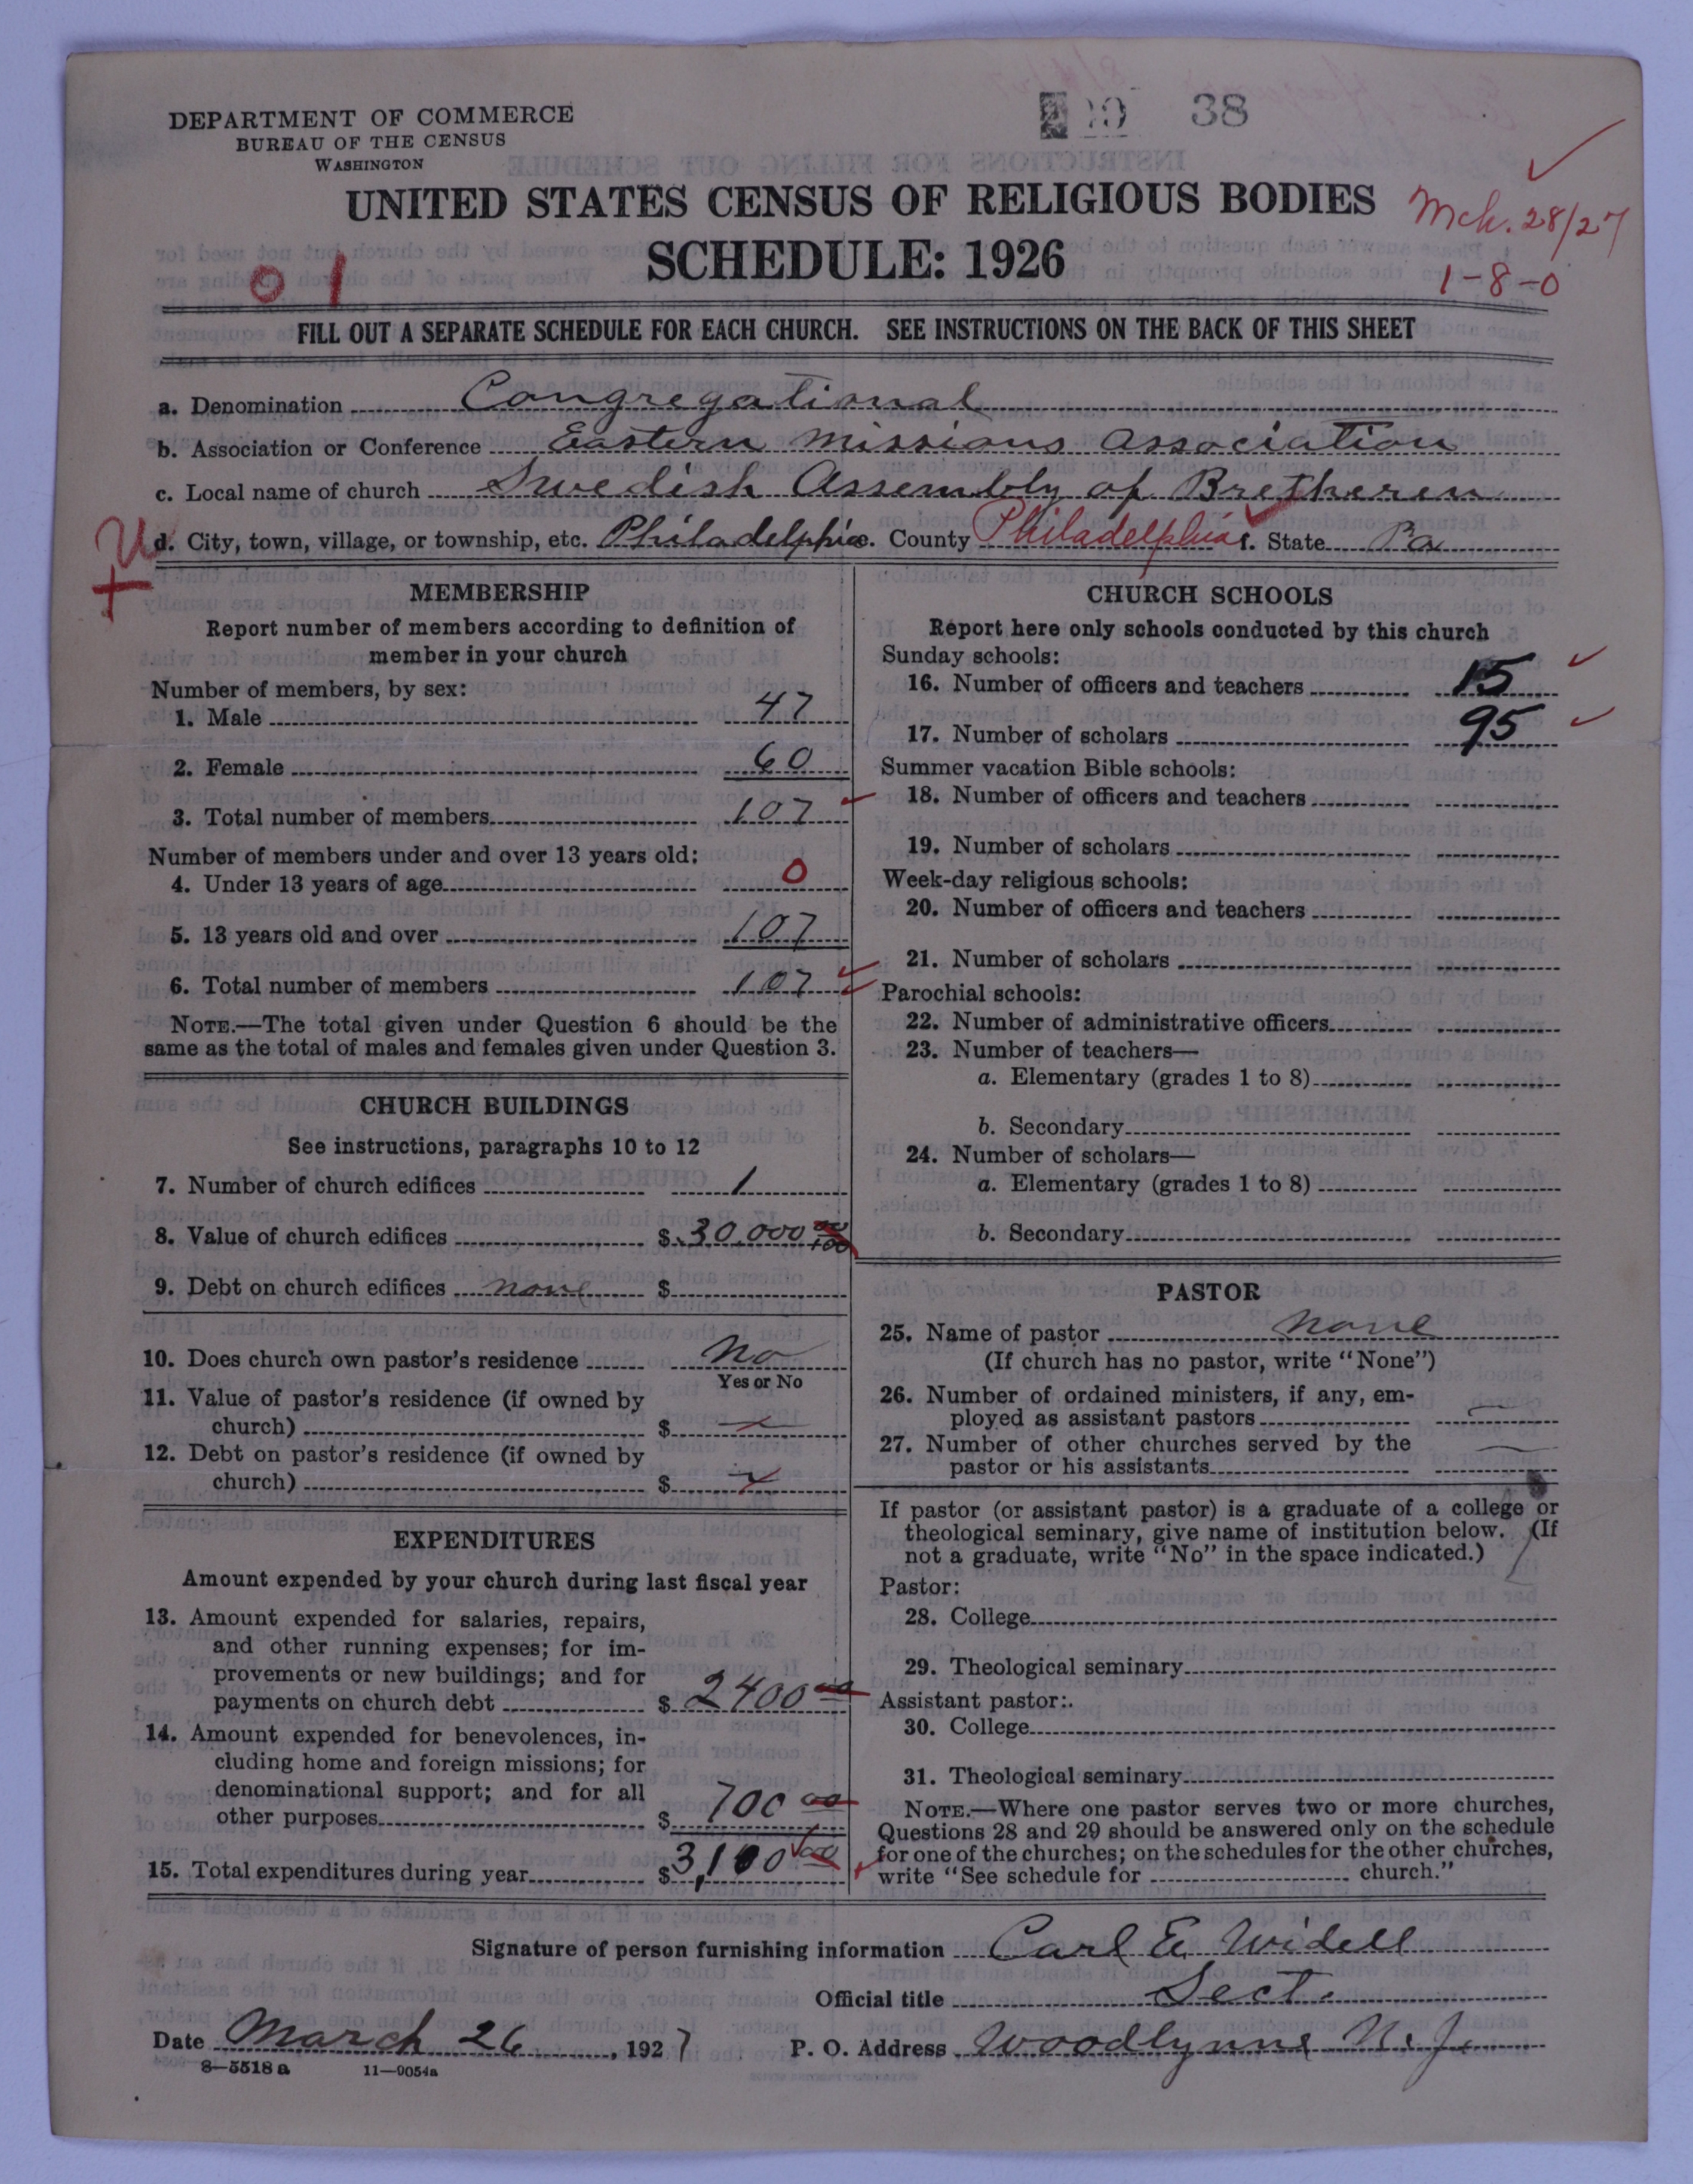 DEPARTMENT OF COMMERCE
BUREAU OF THE CENSUS
WASHINGTON
38
UNITED STATES CENSUS OF RELIGIOUS BODIES
Mch. 28/27
SCHEDULE: 1926
0 1
1-8-0
FILL OUT A SEPARATE SCHEDULE FOR EACH CHURCH. SEE INSTRUCTIONS ON THE BACK OF THIS SHEET
a. Denomination Congregational
b. Association or Conference Eastern Missions Association
c. Local name of church Swedish Assembly of Bretheren
U
d. City, town, village, or township, etc. Philadelphia e. County Philadelphia f. State Pa
+
MEMBERSHIP
Report number of members according to definition of
member in your church
Number of members, by sex:
1. Male 47
2. Female 60
3. Total number of members 107
Number of members under and over 13 years old:
4. Under 13 years of age 0
5. 13 years old and over 107
6. Total number of members 107
NOTE.—The total given under Question 6 should be the
same as the total of males and females given under Question 3.
CHURCH BUILDINGS
See instructions, paragraphs 10 to 12
7. Number of church edifices 1
8. Value of church edifices $ 30.000 00/100
9. Debt on church edifices none $
10. Does church own pastor's residence No
Yes or No
11. Value of pastor's residence (if owned by
church) $ —
12. Debt on pastor's residence (if owned by
church) $ —
EXPENDITURES
Amount expended by your church during last fiscal year
13. Amount expended for salaries, repairs,
and other running expenses; for im-
provements or new buildings; and for
payments on church debt $ 2400 00
14. Amount expended for benevolences, in-
cluding home and foreign missions; for
denominational support; and for all
other purposes $ 700 00
15. Total expenditures during year $ 3,100 00
CHURCH SCHOOLS
Report here only schools conducted by this church
Sunday schools:
16. Number of officers and teachers 15
17. Number of scholars 95
Summer vacation Bible schools:
18. Number of officers and teachers
19. Number of scholars
Week-day religious schools:
20. Number of officers and teachers
21. Number of scholars
Parochial schools:
22. Number of administrative officers
23. Number of teachers—
a. Elementary (grades 1 to 8)
b. Secondary
24. Number of scholars—
a. Elementary (grades 1 to 8)
b. Secondary
PASTOR
25. Name of pastor none
(If church has no pastor, write "None")
26. Number of ordained ministers, if any, em-
ployed as assistant pastors —
27. Number of other churches served by the
pastor or his assistants —
If pastor (or assistant pastor) is a graduate of a college or
theological seminary, give name of institution below. (If
not a graduate, write "No" in the space indicated.)
Pastor:
28. College
29. Theological seminary
Assistant pastor:
30. College
31. Theological seminary
NOTE.—Where one pastor serves two or more churches,
Questions 28 and 29 should be answered only on the schedule
for one of the churches; on the schedules for the other churches,
write "See schedule for church."
Signature of person furnishing information Carl E. Widell
Official title Sect.
Date March 26, 1927 P. O. Address Woodlynne N. J.
8—5518 a 11—9054a